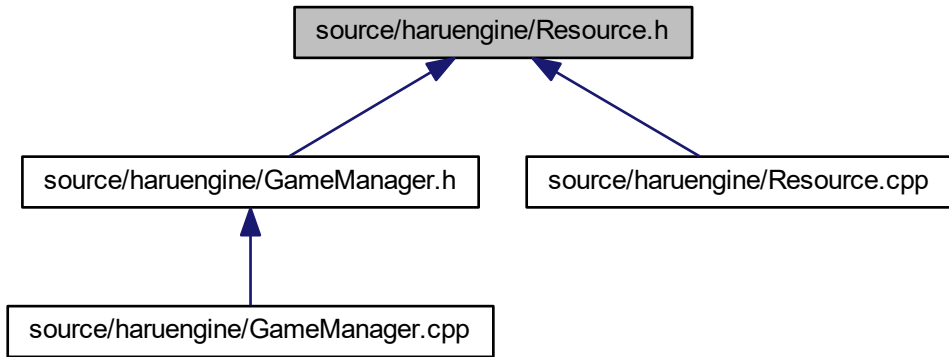 source/haruengine/Resource.h
source/haruengine/GameManager.h
source/haruengine/Resource.cpp
source/haruengine/GameManager.cpp